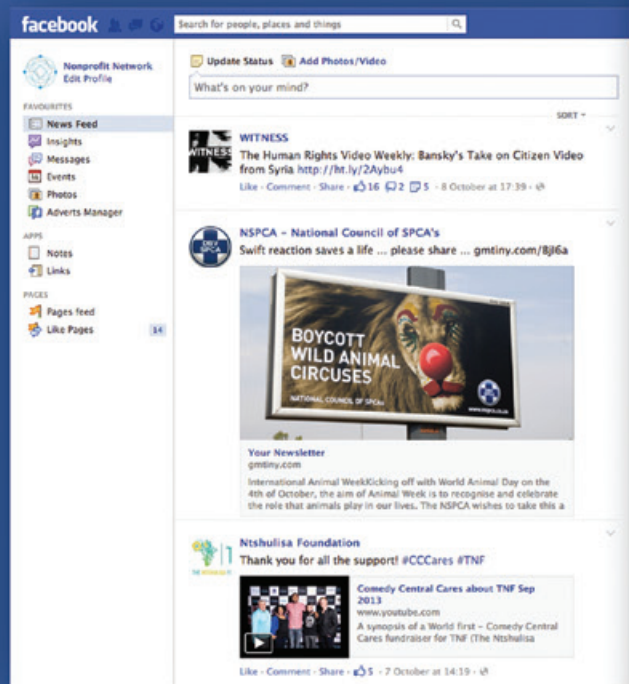 facebook
Search for people, places and things
Nonprofit Network
Edit Profile
FAVOURITES
News Feed
Insights
Messages
Events
Photos
Adverts Manager
APPS
Notes
Links
PAGES
Pages feed
Like Pages 14
Update Status Add Photos/Video
What's on your mind?
SORT
WITNESS
WITNESS
The Human Rights Video Weekly: Bansky's Take on Citizen Video
from Syria http://ht.ly/2Aybu4
Like · Comment · Share · 16 2 5 · 8 October at 17:39 ·
SPCA
NSPCA – National Council of SPCA's
Swift reaction saves a life ... please share ... gmtiny.com/8jl6a
BOYCOTT
WILD ANIMAL
CIRCUSES
NATIONAL COUNCIL OF SPCAs
www.nspca.co.za
Your Newsletter
gmtiny.com
International Animal WeekKicking off with World Animal Day on the
4th of October, the aim of Animal Week is to recognise and celebrate
the role that animals play in our lives. The NSPCA wishes to take this a
Ntshulisa Foundation
Thank you for all the support! #CCCares #TNF
Comedy Central Cares about TNF Sep
2013
www.youtube.com
A synopsis of a World first – Comedy Central
Cares fundraiser for TNF (The Ntshulisa
Like · Comment · Share · 5 · 7 October at 14:19 ·